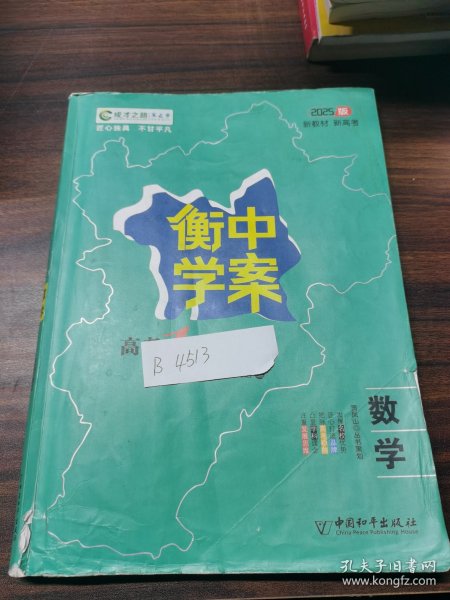 成才之路
匠心独具 不甘平凡
2025版
新教材 新高考
衡中
学案
高考
B 4513
数学
中国和平出版社
China Peace Publishing House
孔夫子旧书网
www.kongfz.com